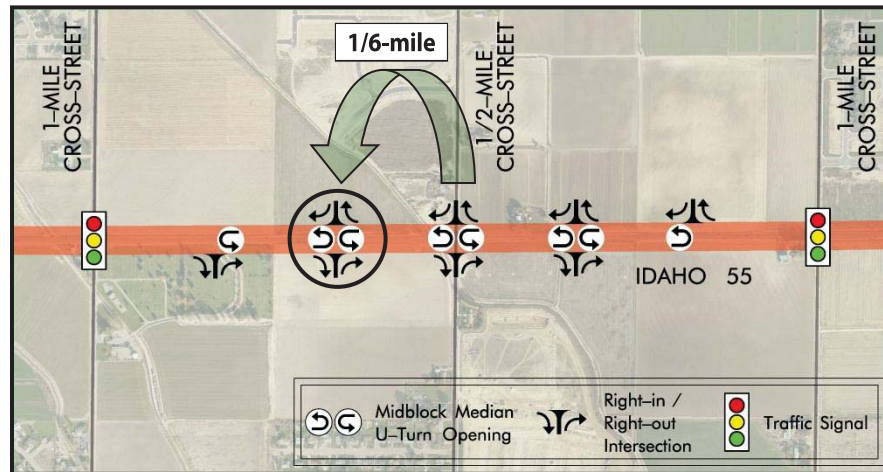 1/6-mile
1–MILE
CROSS–STREET
1/2–MILE
CROSS–STREET
1–MILE
CROSS–STREET
IDAHO 55
Midblock Median
U–Turn Opening
Right–in /
Right–out
Intersection
Traffic Signal